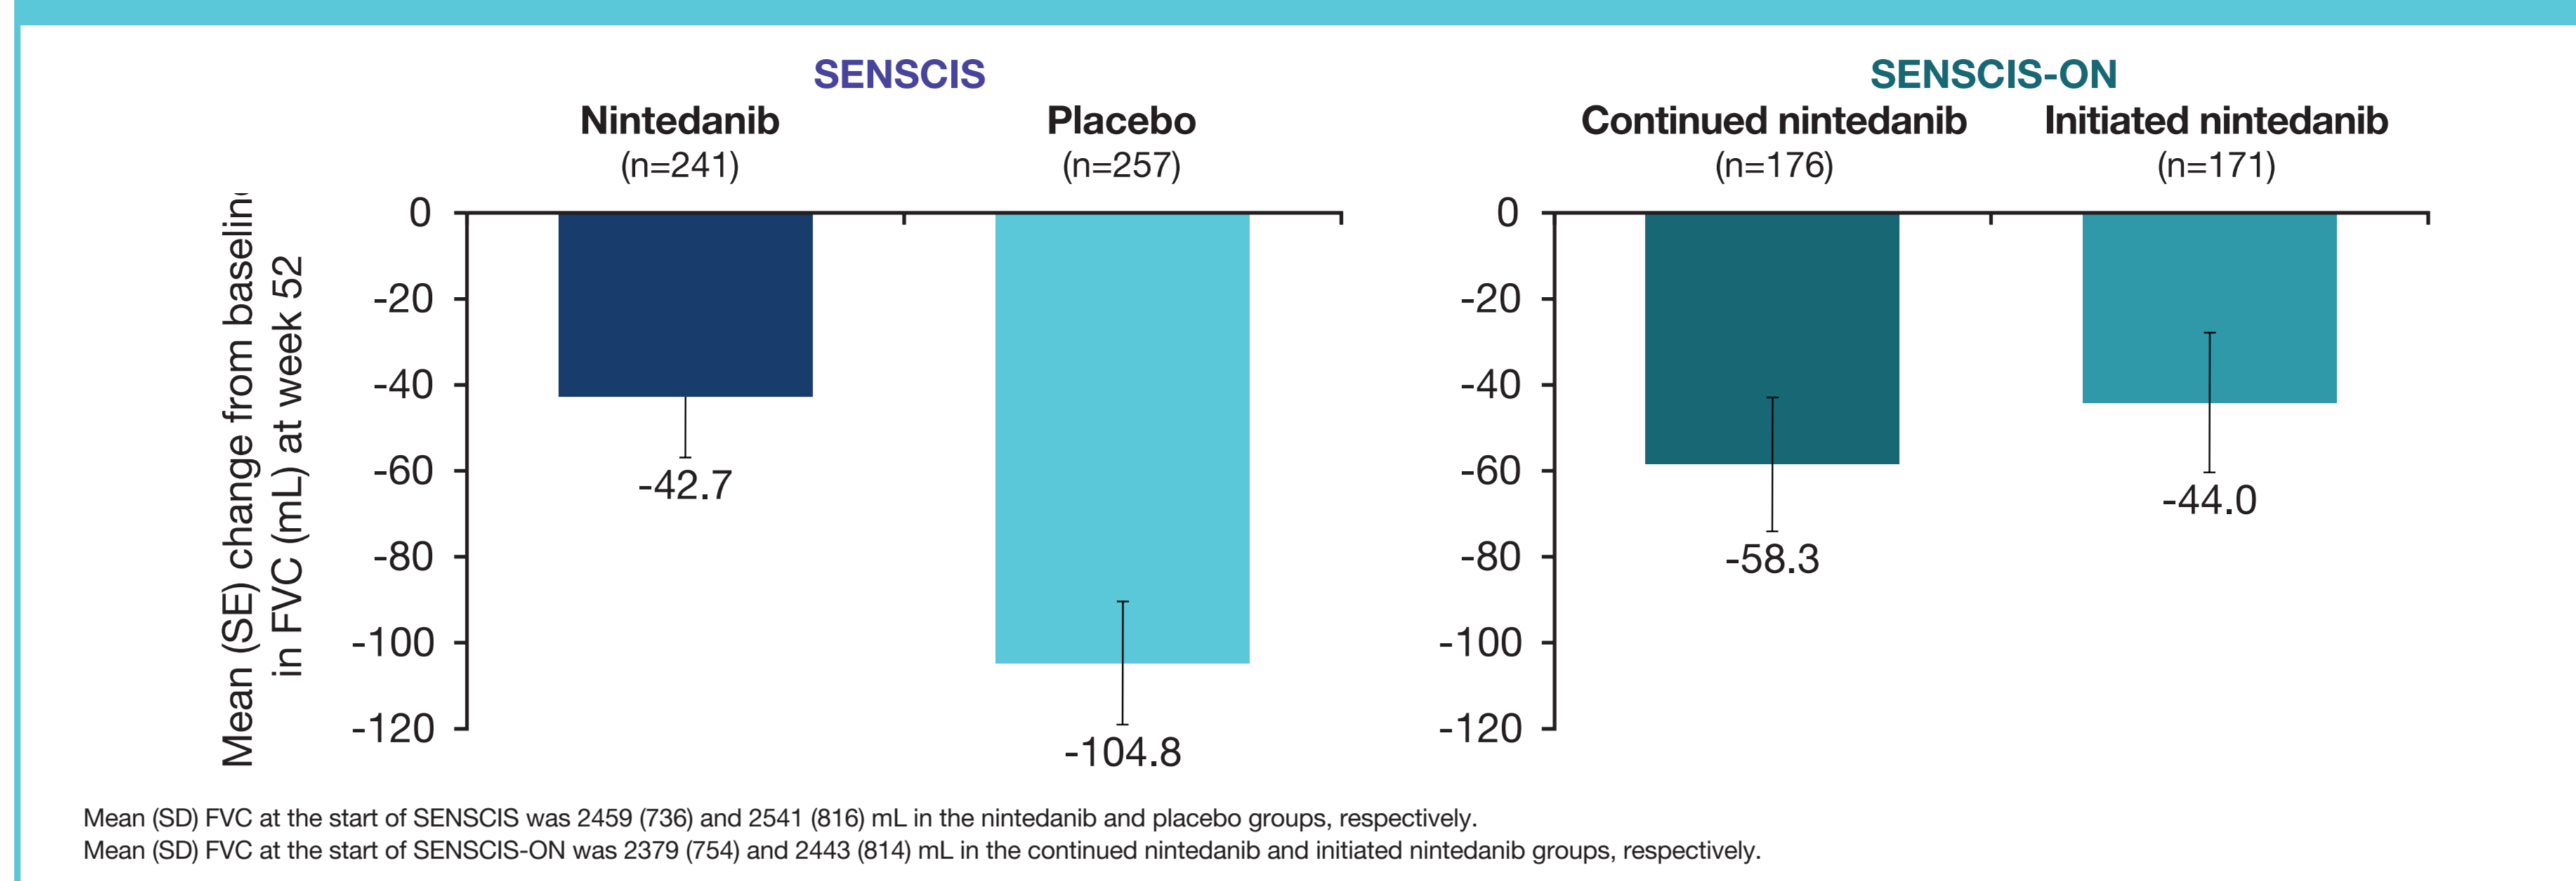 SENSCIS
Nintedanib
(n=241)
Placebo
(n=257)
Mean (SE) change from baseline
in FVC (mL) at week 52
0
-20
-40
-60
-80
-100
-120
-42.7
-104.8
SENSCIS-ON
Continued nintedanib
(n=176)
Initiated nintedanib
(n=171)
0
-20
-40
-60
-80
-100
-120
-58.3
-44.0
Mean (SD) FVC at the start of SENSCIS was 2459 (736) and 2541 (816) mL in the nintedanib and placebo groups, respectively.
Mean (SD) FVC at the start of SENSCIS-ON was 2379 (754) and 2443 (814) mL in the continued nintedanib and initiated nintedanib groups, respectively.